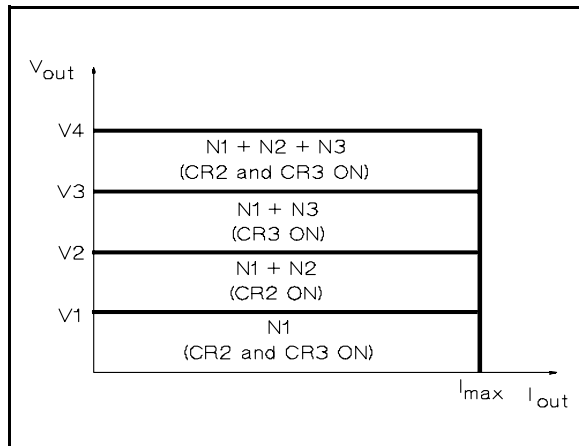 Vout
V4
N1 + N2 + N3
(CR2 and CR3 ON)
V3
N1 + N3
(CR3 ON)
V2
N1 + N2
(CR2 ON)
V1
N1
(CR2 and CR3 ON)
Imax Iout